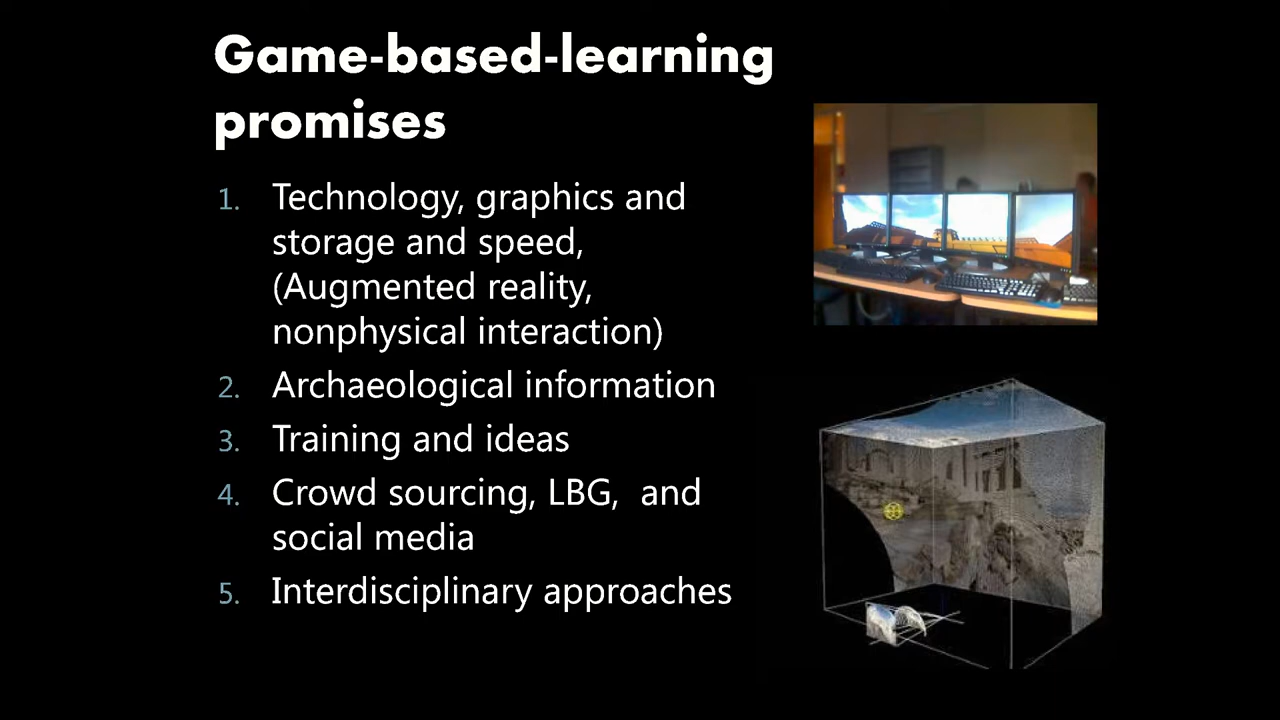 Game-based-learning
promises
1. Technology, graphics and
storage and speed,
(Augmented reality,
nonphysical interaction)
2. Archaeological information
3. Training and ideas
4. Crowd sourcing, LBG,  and
social media
5. Interdisciplinary approaches